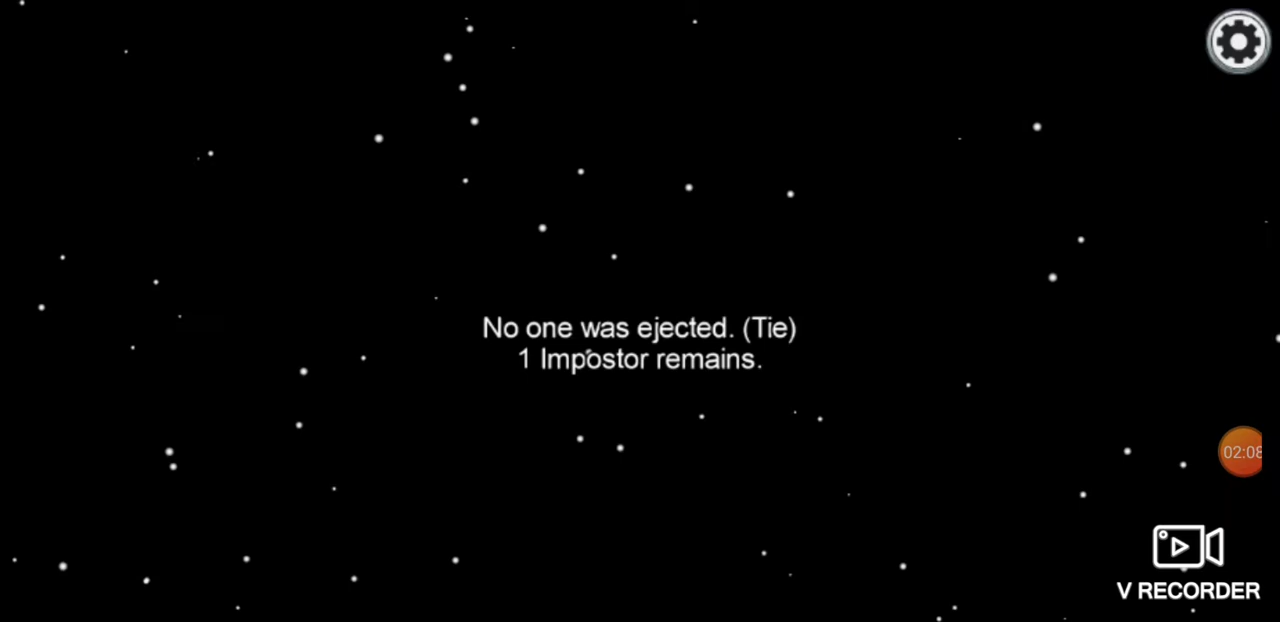 No one was ejected. (Tie)
1 Impostor remains.
02:08
V RECORDER